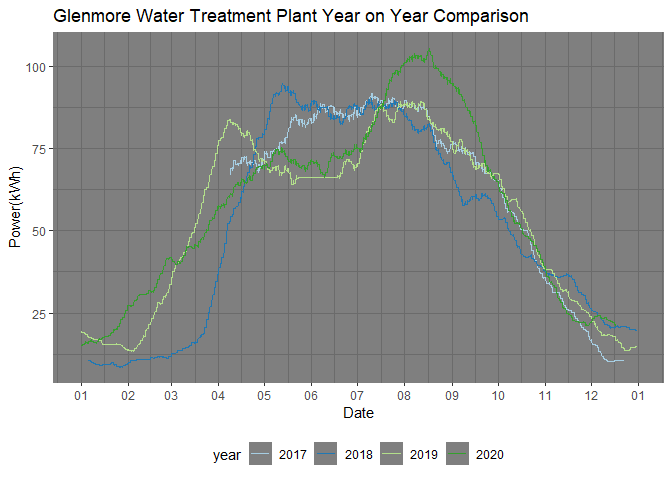 Glenmore Water Treatment Plant Year on Year Comparison
100
75
50
25
Power(kWh)
01 02 03 04 05 06 07 08 09 10 11 12 01
Date
year 2017 2018 2019 2020